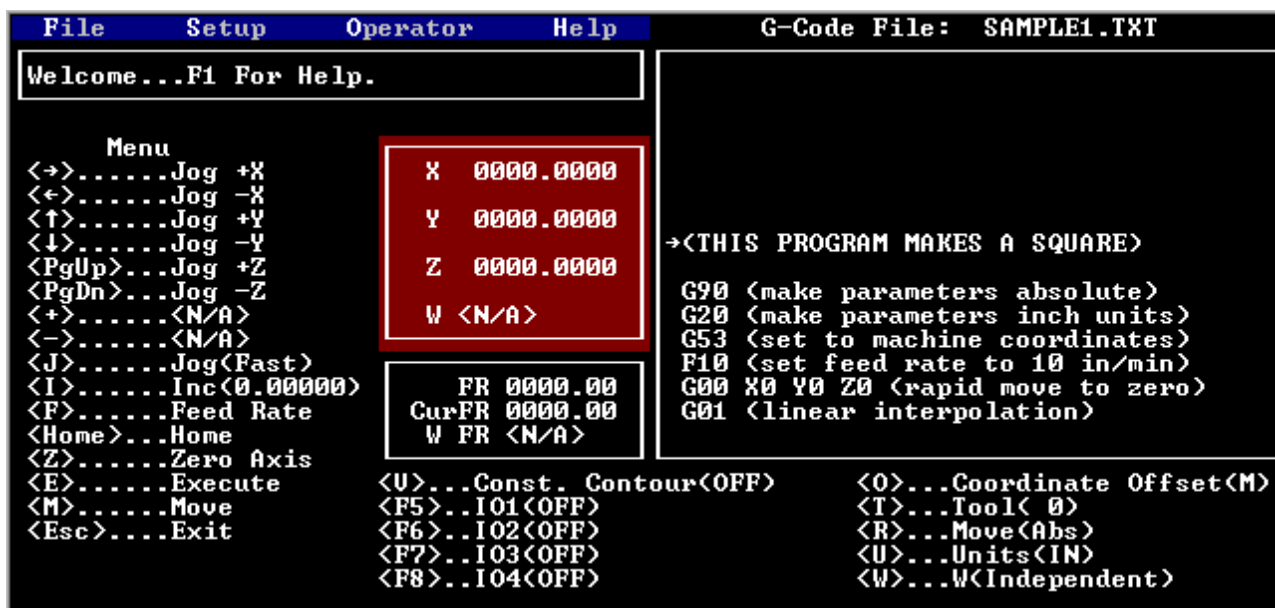 File Setup Operator Help G-Code File: SAMPLE1.TXT
Welcome...F1 For Help.
Menu
<→>......Jog +X
<←>......Jog -X
<↑>......Jog +Y
<↓>......Jog -Y
<PgUp>...Jog +Z
<PgDn>...Jog -Z
<+>......<N/A>
<->......<N/A>
<J>......Jog(Fast)
<I>......Inc(0.00000)
<F>......Feed Rate
<Home>...Home
<Z>......Zero Axis
<E>......Execute
<M>......Move
<Esc>....Exit
X 0000.0000
Y 0000.0000
Z 0000.0000
W <N/A>
FR 0000.00
CurFR 0000.00
W FR <N/A>
→(THIS PROGRAM MAKES A SQUARE)
G90 (make parameters absolute)
G20 (make parameters inch units)
G53 (set to machine coordinates)
F10 (set feed rate to 10 in/min)
G00 X0 Y0 Z0 (rapid move to zero)
G01 (linear interpolation)
<V>...Const. Contour(OFF)
<F5>..IO1(OFF)
<F6>..IO2(OFF)
<F7>..IO3(OFF)
<F8>..IO4(OFF)
<O>...Coordinate Offset(M)
<T>...Tool( 0)
<R>...Move(Abs)
<U>...Units(IN)
<W>...W(Independent)